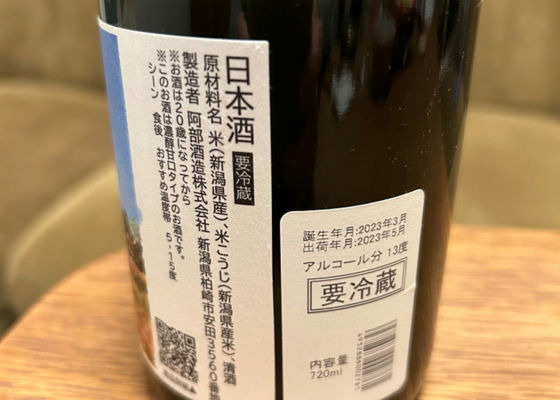 日本酒 要冷蔵
原材料名 米(新潟県産)、米こうじ(新潟県産米)、清酒
製造者 阿部酒造株式会社 新潟県柏崎市安田3560番地
※お酒は20歳になってから
※このお酒は濃醇甘口タイプのお酒です。
シーン 食後 おすすめ温度帯 5‐15度
誕生年月:2023年3月
出荷年月:2023年5月
アルコール分 13度
要冷蔵
内容量
720ml